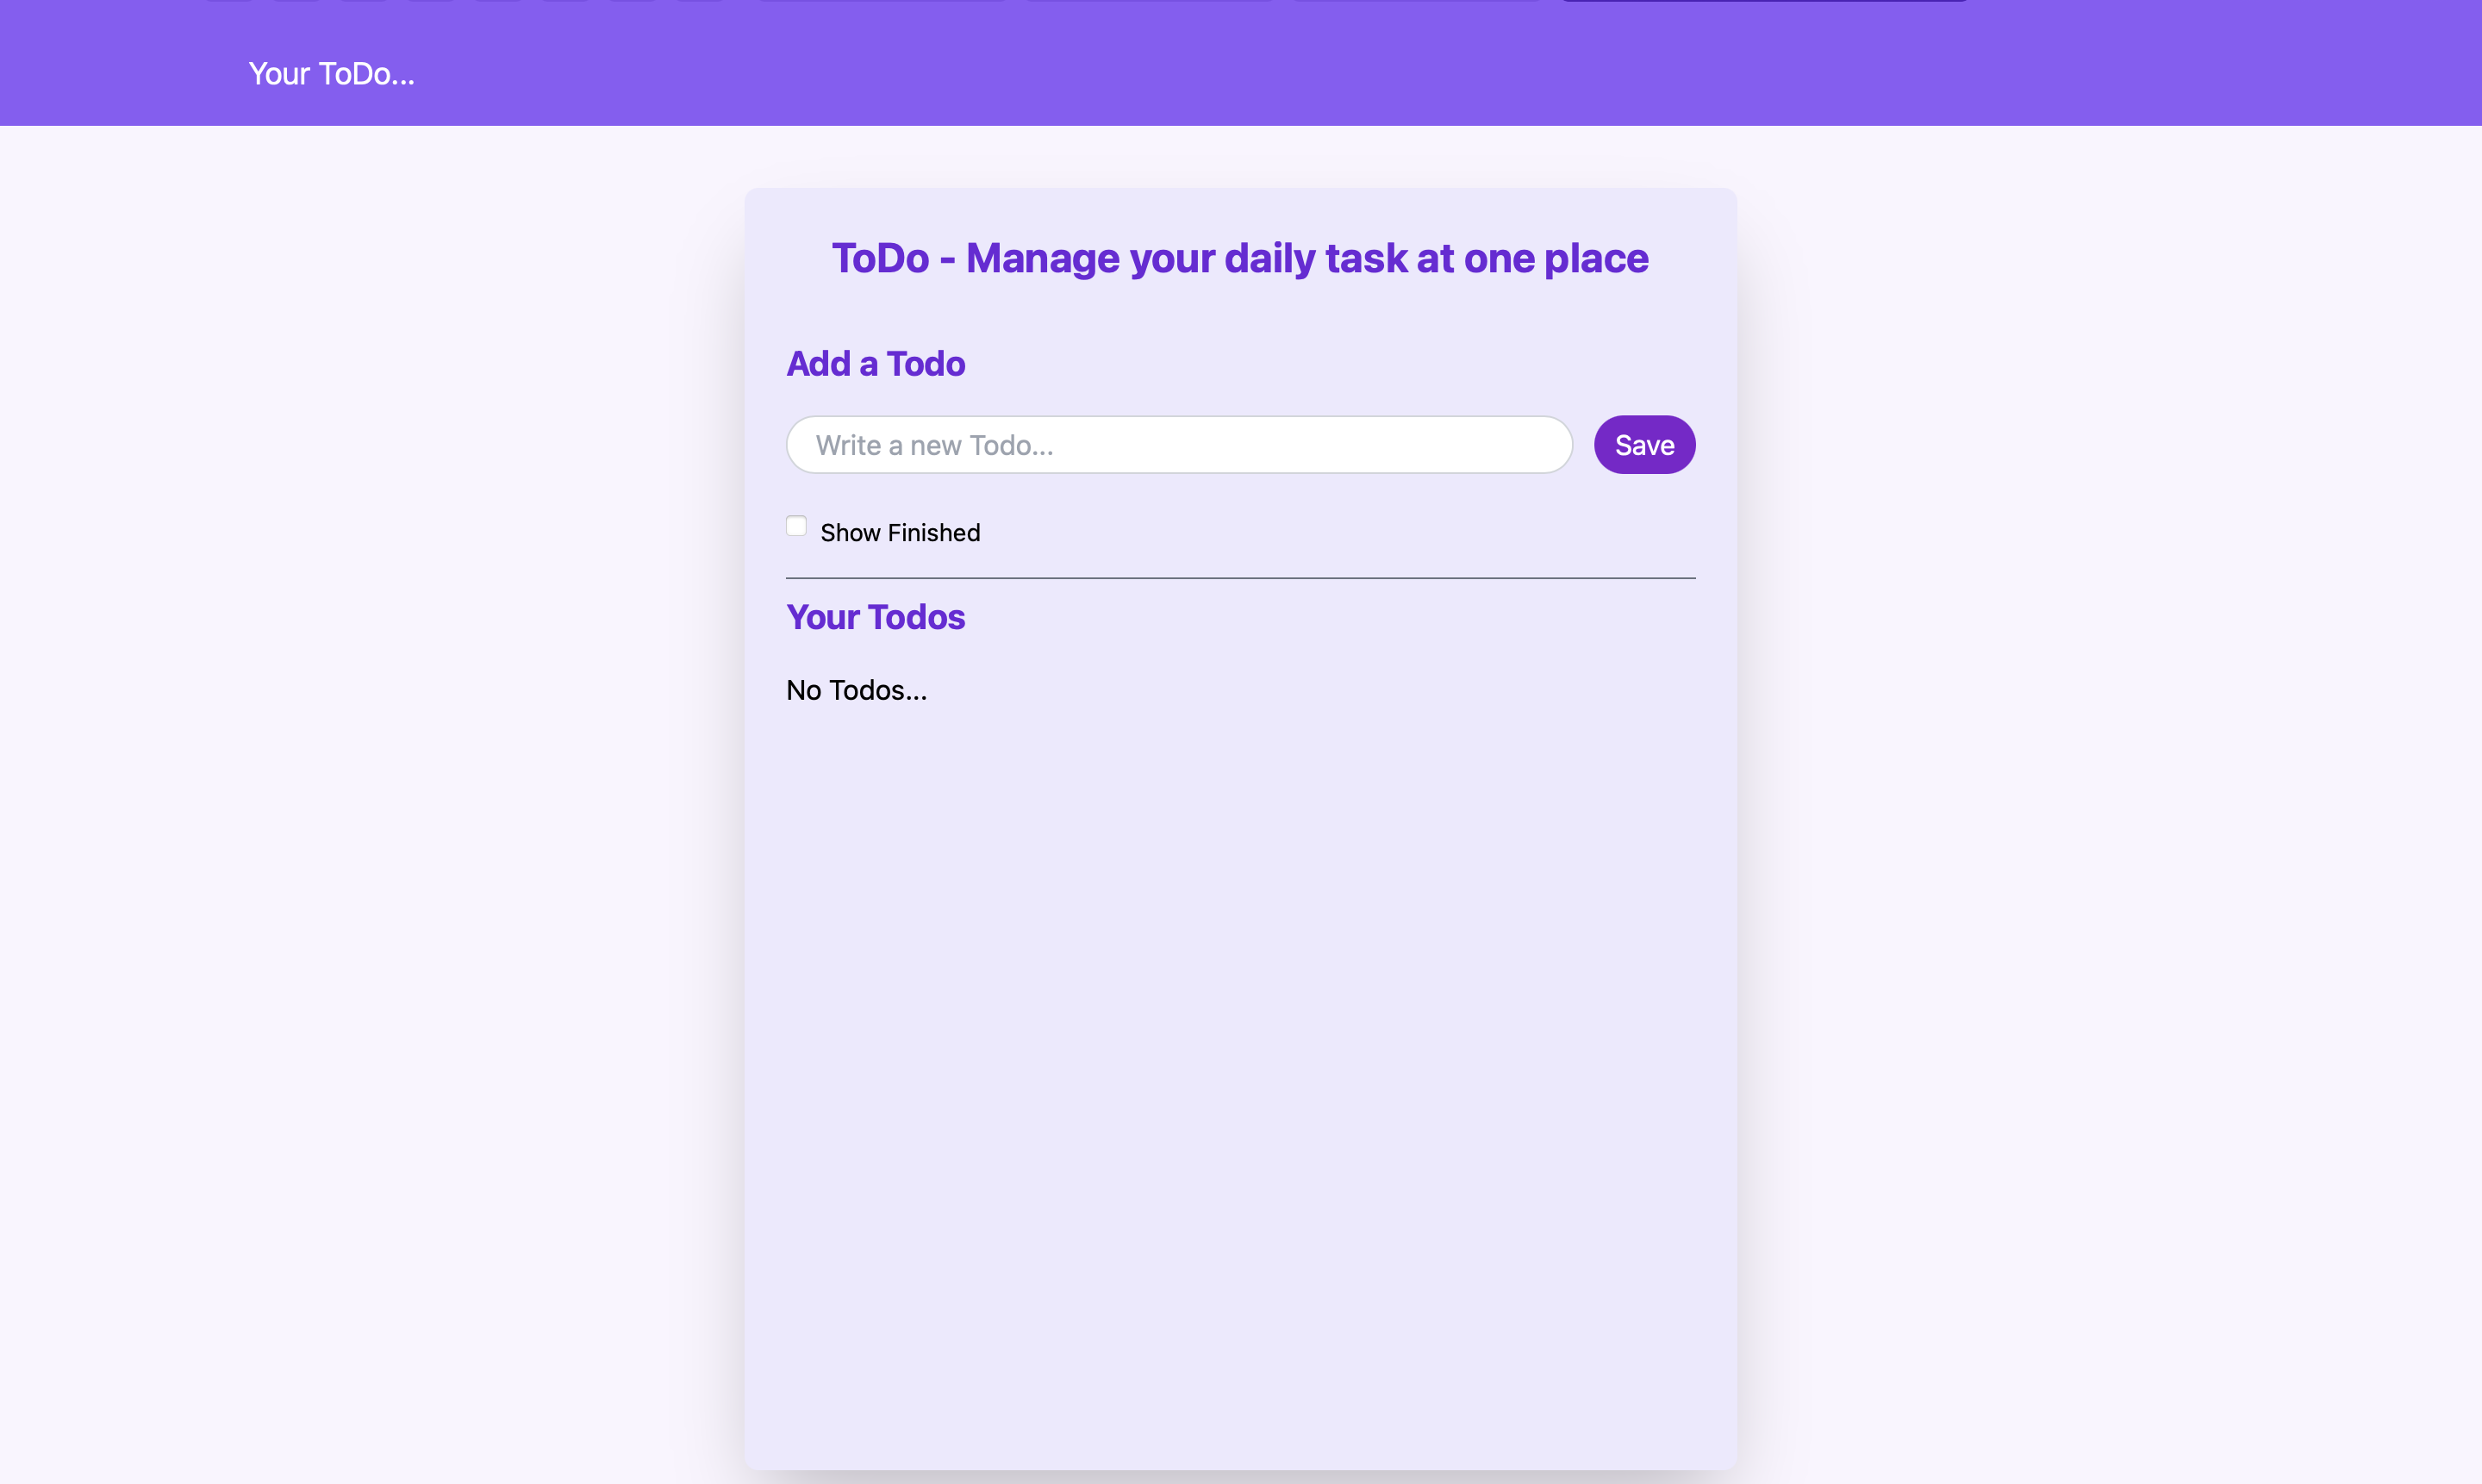 Your ToDo...
ToDo - Manage your daily task at one place
Add a Todo
Write a new Todo...
Save
Show Finished
Your Todos
No Todos...